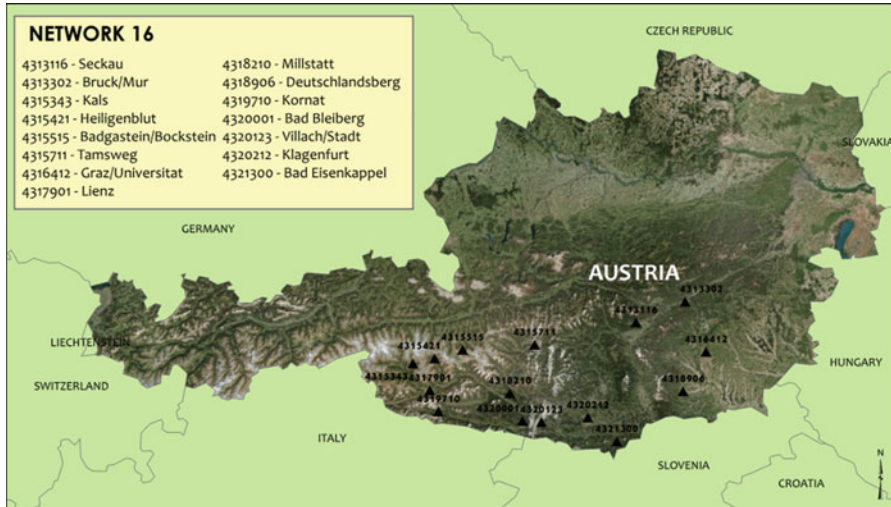 NETWORK 16
4313116 - Seckau
4313302 - Bruck/Mur
4315343 - Kals
4315421 - Heiligenblut
4315515 - Badgastein/Bockstein
4315711 - Tamsweg
4316412 - Graz/Universitat
4317901 - Lienz
4318210 - Millstatt
4318906 - Deutschlandsberg
4319710 - Kornat
4320001 - Bad Bleiberg
4320123 - Villach/Stadt
4320212 - Klagenfurt
4321300 - Bad Eisenkappel
CZECH REPUBLIC
SLOVAKIA
GERMANY
AUSTRIA
4313302
4313116
4315711
4316412
4315515
4315421
LIECHTENSTEIN
HUNGARY
4315343
SWITZERLAND
4317901
4318210
4318906
4319710
4320001
4320123
4320212
4321300
ITALY
SLOVENIA
CROATIA
N